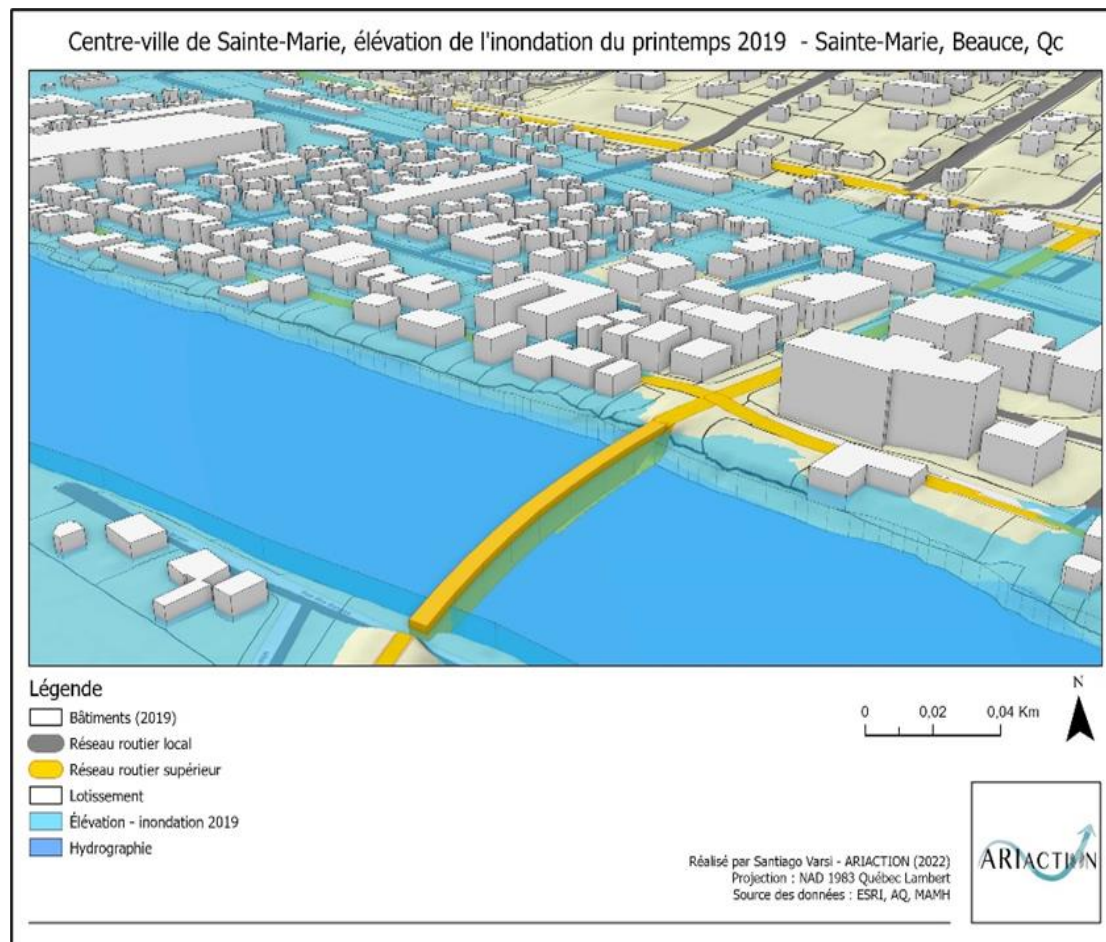 Centre-ville de Sainte-Marie, élévation de l'inondation du printemps 2019 - Sainte-Marie, Beauce, Qc
Légende
Bâtiments (2019)
Réseau routier local
Réseau routier supérieur
Lotissement
Élévation - inondation 2019
Hydrographie
N
0 0,02 0,04 Km
Réalisé par Santiago Varsi - ARIACTION (2022)
Projection : NAD 1983 Québec Lambert
Source des données : ESRI, AQ, MAMH
ARIACTION